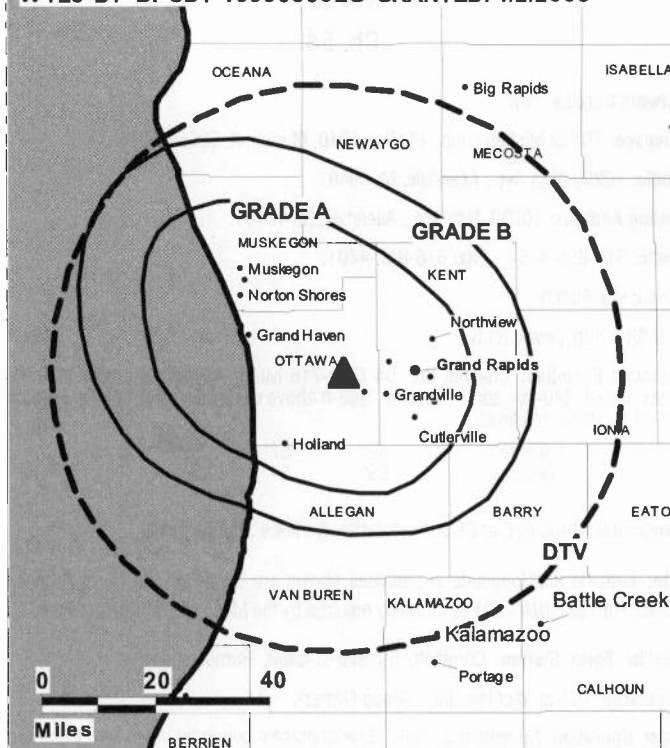 OCEANA
ISABELLA
Big Rapids
NEWAYGO
MECOSTA
GRADE A
GRADE B
MUSKEGON
KENT
Muskegon
Norton Shores
Northview
Grand Haven
OTTAWA
Grand Rapids
Grandville
IONIA
Holland
Cutlerville
ALLEGAN
BARRY
EATO
DTV
VAN BUREN
KALAMAZOO
Battle Creek
Kalamazoo
Portage
0 20 40
CALHOUN
Miles
BERRIEN